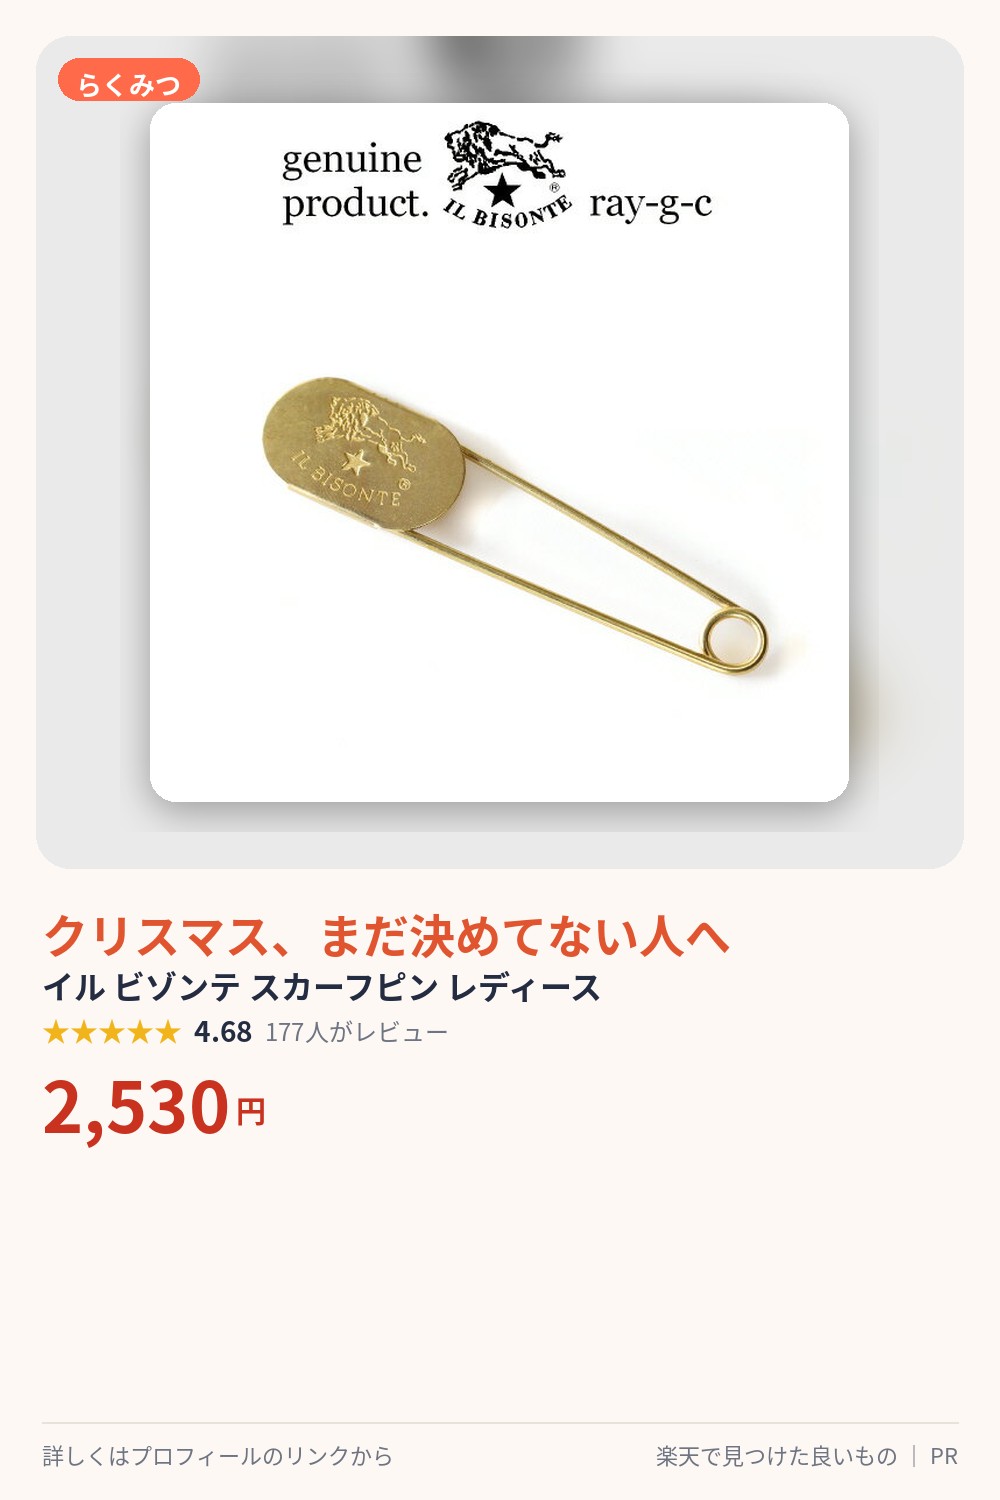 らくみつ
genuine
product.
IL BISONTE
®
ray-g-c
IL BISONTE
®
クリスマス、まだ決めてない人へ
イル ビゾンテ スカーフピン レディース
★★★★★ 4.68 177人がレビュー
2,530円
詳しくはプロフィールのリンクから
楽天で見つけた良いもの | PR